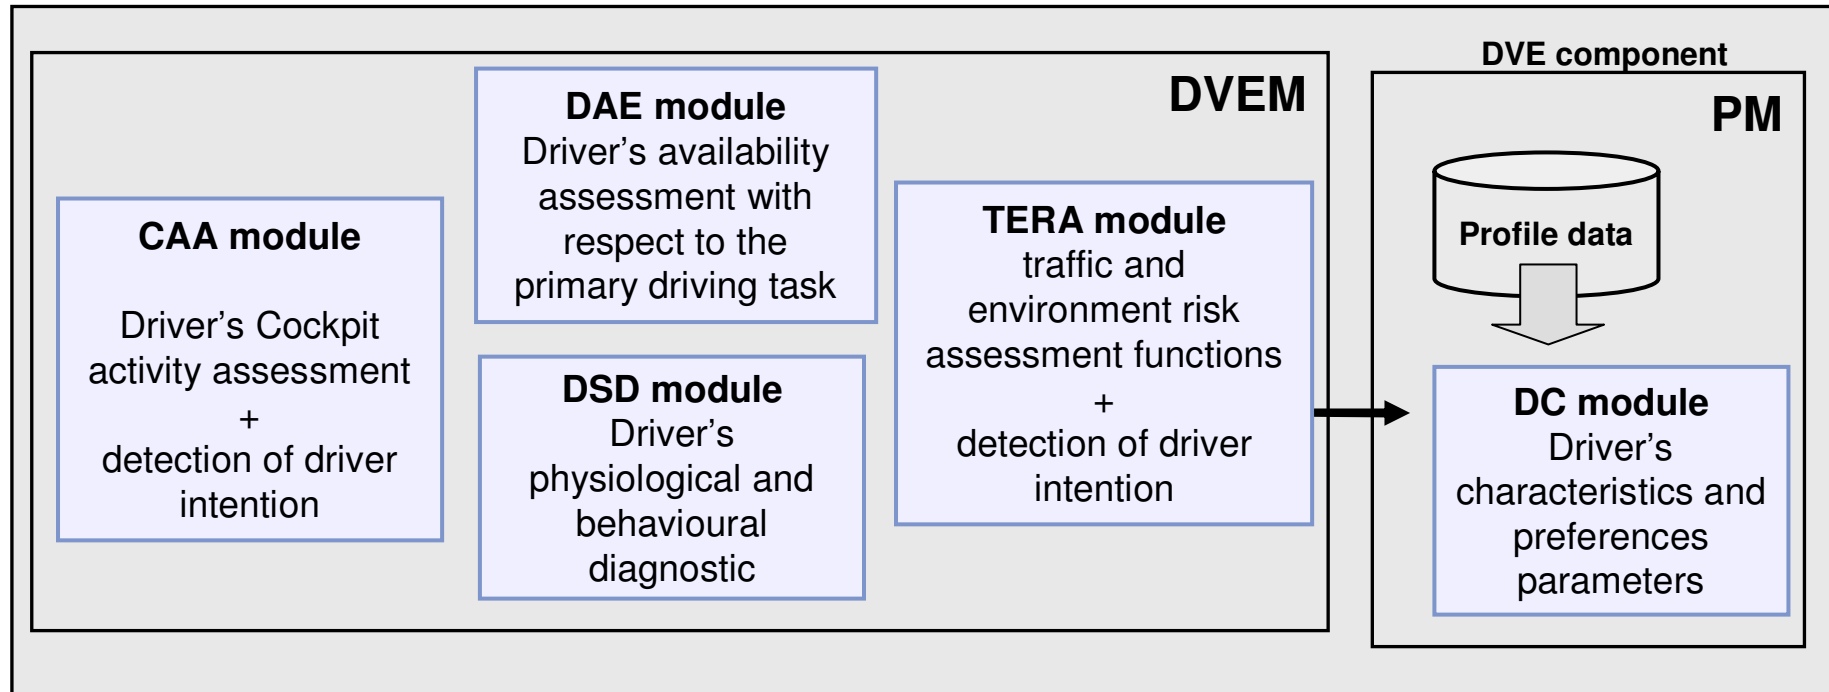 DVE component
DVEM
PM
CAA module
Driver’s Cockpit
activity assessment
+
detection of driver
intention
DAE module
Driver’s availability
assessment with
respect to the
primary driving task
DSD module
Driver’s
physiological and
behavioural
diagnostic
TERA module
traffic and
environment risk
assessment functions
+
detection of driver
intention
Profile data
DC module
Driver’s
characteristics and
preferences
parameters